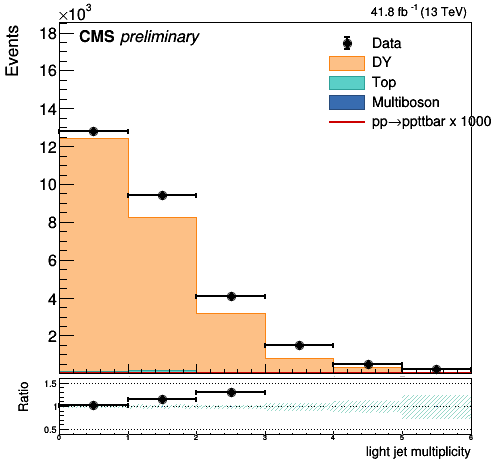 ×10³
41.8 fb⁻¹ (13 TeV)
CMS preliminary
Events
18
16
14
12
10
8
6
4
2
Data
DY
Top
Multiboson
pp→ppttbar x 1000
Ratio
1.5
1
0.5
0 1 2 3 4 5 6
light jet multiplicity